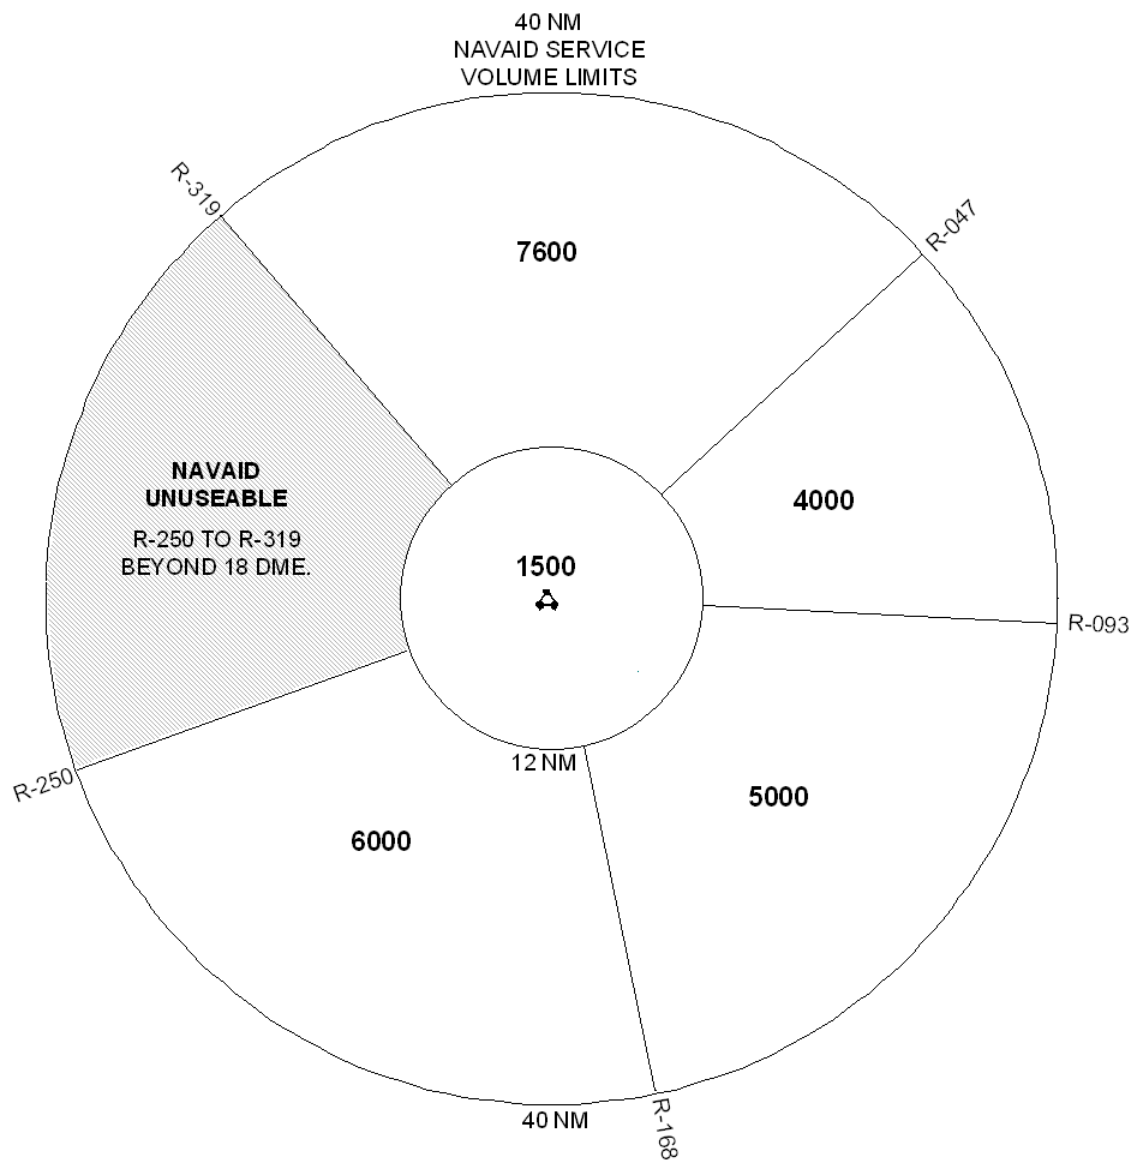 40 NM
NAVAID SERVICE
VOLUME LIMITS
R-319
R-047
7600
4000
NAVAID
UNUSEABLE
R-250 TO R-319
BEYOND 18 DME.
1500
R-093
12 NM
R-250
5000
6000
40 NM
R-168